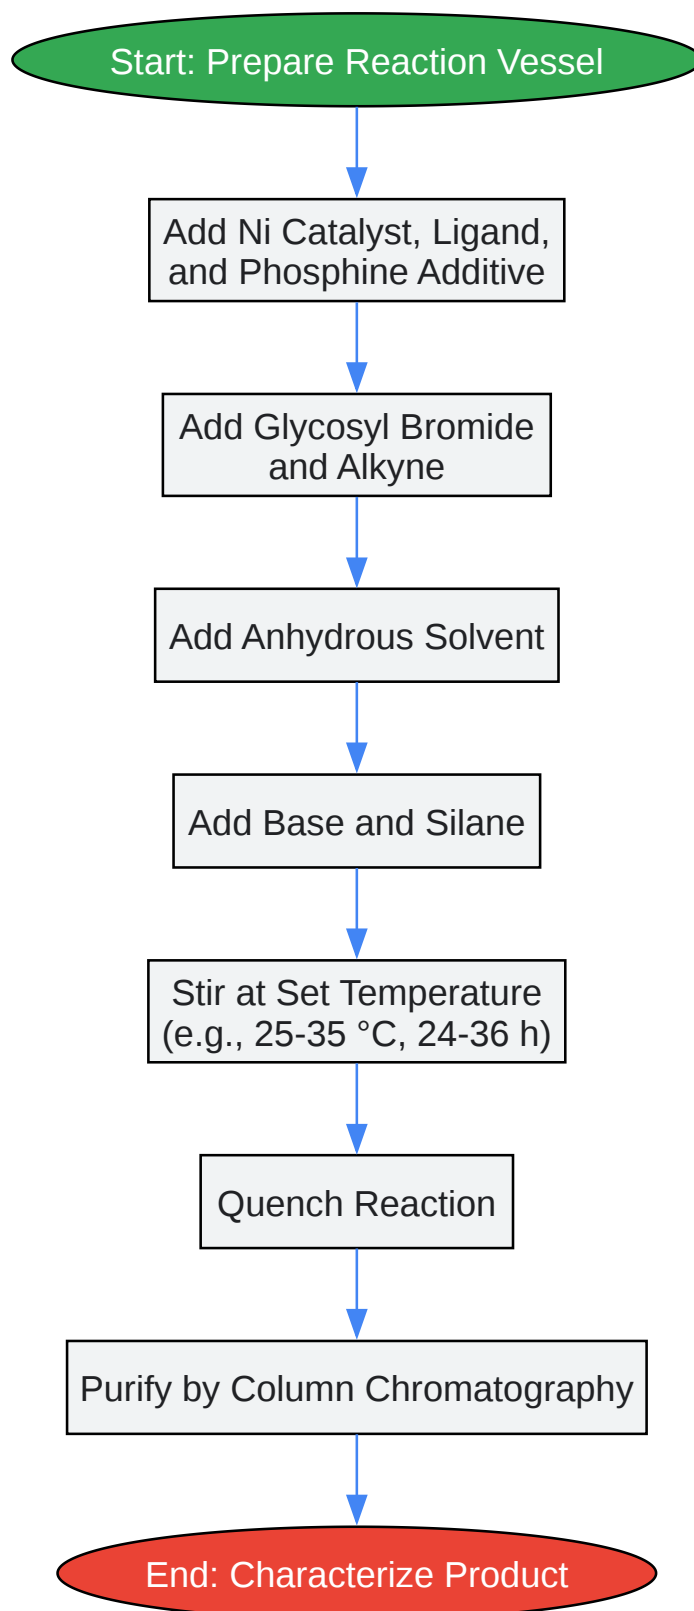 Start: Prepare Reaction Vessel
Add Ni Catalyst, Ligand,
and Phosphine Additive
Add Glycosyl Bromide
and Alkyne
Add Anhydrous Solvent
Add Base and Silane
Stir at Set Temperature
(e.g., 25-35 °C, 24-36 h)
Quench Reaction
Purify by Column Chromatography
End: Characterize Product